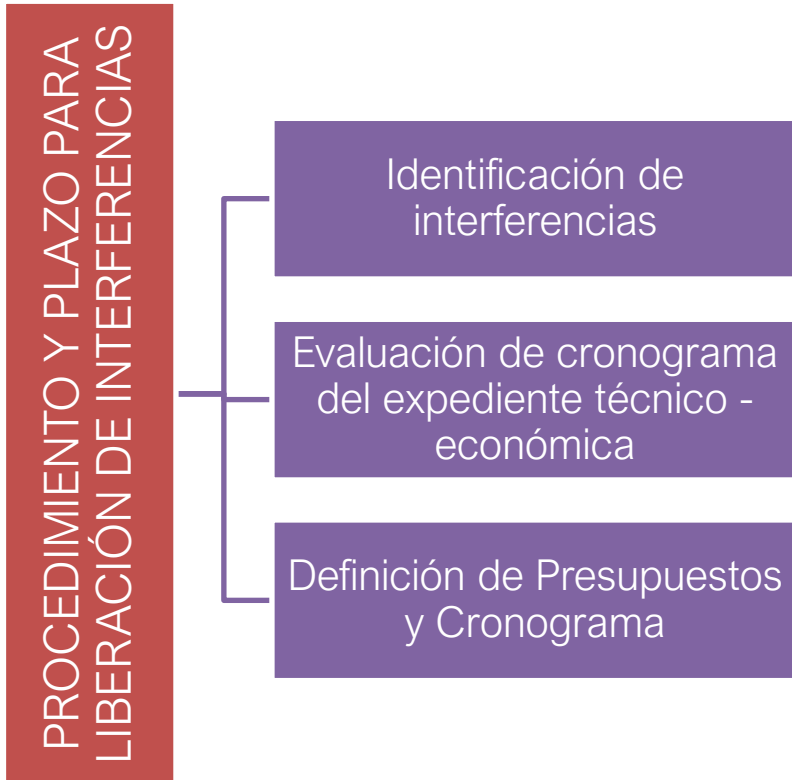 PROCEDIMIENTO Y PLAZO PARA
LIBERACIÓN DE INTERFERENCIAS
Identificación de
interferencias
Evaluación de cronograma
del expediente técnico -
económica
Definición de Presupuestos
y Cronograma